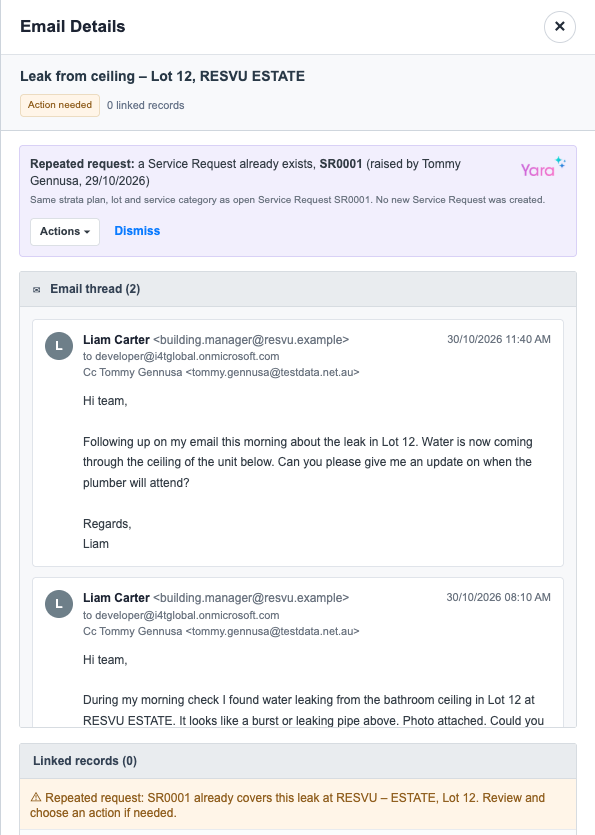 Email Details
Leak from ceiling – Lot 12, RESVU ESTATE
Action needed
0 linked records
Repeated request: a Service Request already exists, SR0001 (raised by Tommy
Gennusa, 29/10/2026)
Yara
Same strata plan, lot and service category as open Service Request SR0001. No new Service Request was created.
Actions
Dismiss
Email thread (2)
L
Liam Carter <building.manager@resvu.example>
30/10/2026 11:40 AM
to developer@i4tglobal.onmicrosoft.com
Cc Tommy Gennusa <tommy.gennusa@testdata.net.au>
Hi team,
Following up on my email this morning about the leak in Lot 12. Water is now coming
through the ceiling of the unit below. Can you please give me an update on when the
plumber will attend?
Regards,
Liam
L
Liam Carter <building.manager@resvu.example>
30/10/2026 08:10 AM
to developer@i4tglobal.onmicrosoft.com
Cc Tommy Gennusa <tommy.gennusa@testdata.net.au>
Hi team,
During my morning check I found water leaking from the bathroom ceiling in Lot 12 at
RESVU ESTATE. It looks like a burst or leaking pipe above. Photo attached. Could you
Linked records (0)
⚠ Repeated request: SR0001 already covers this leak at RESVU – ESTATE, Lot 12. Review and
choose an action if needed.